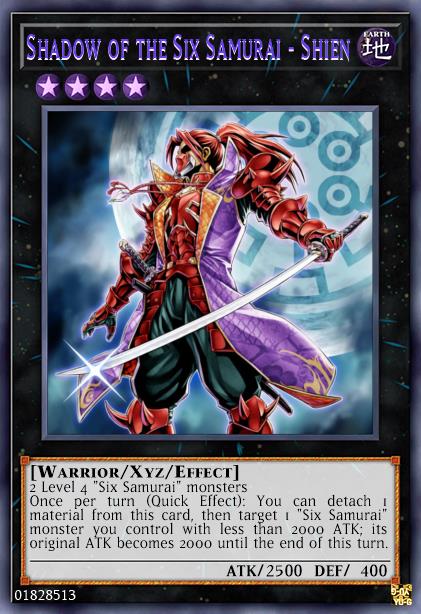 Shadow of the Six Samurai - Shien
EARTH
地
[Warrior/Xyz/Effect]
2 Level 4 "Six Samurai" monsters
Once per turn (Quick Effect): You can detach 1
material from this card, then target 1 "Six Samurai"
monster you control with less than 2000 ATK; its
original ATK becomes 2000 until the end of this turn.
ATK/2500 DEF/ 400
01828513